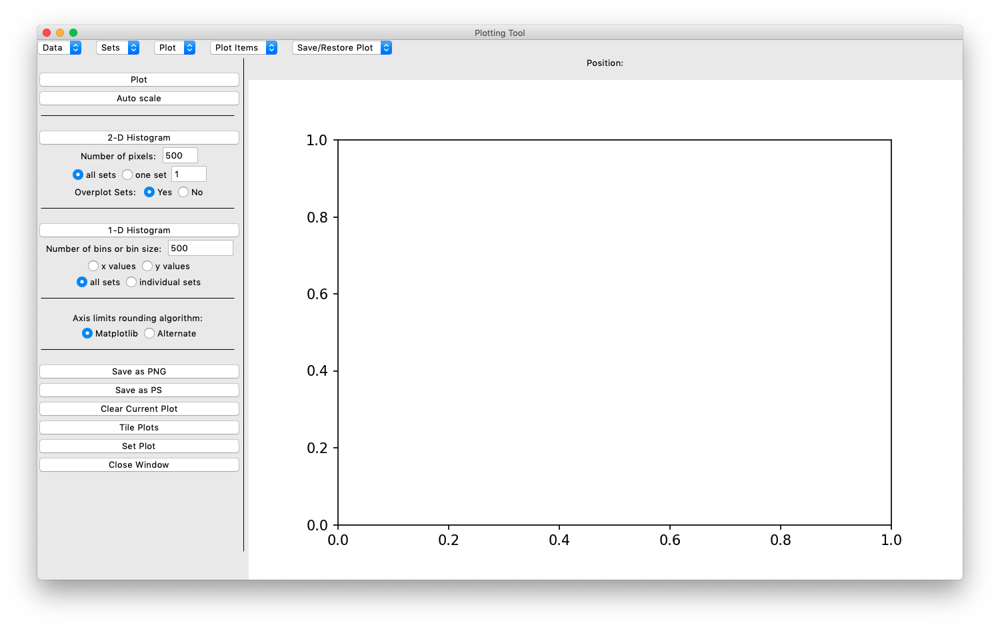 Plotting Tool
Data Sets Plot Plot Items Save/Restore Plot
Position:
Plot
Auto scale
2-D Histogram
Number of pixels: 500
all sets one set 1
Overplot Sets: Yes No
1-D Histogram
Number of bins or bin size: 500
x values y values
all sets individual sets
Axis limits rounding algorithm:
Matplotlib Alternate
Save as PNG
Save as PS
Clear Current Plot
Tile Plots
Set Plot
Close Window
1.0
0.8
0.6
0.4
0.2
0.0
0.0 0.2 0.4 0.6 0.8 1.0